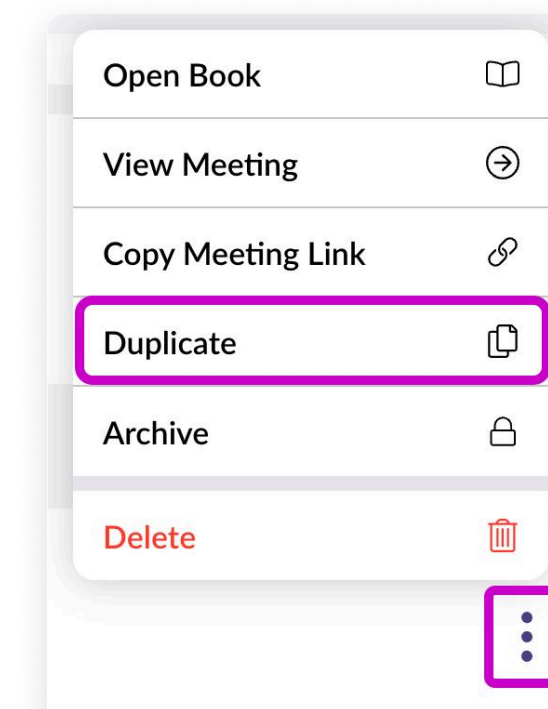 Open Book
View Meeting
Copy Meeting Link
Duplicate
Archive
Delete